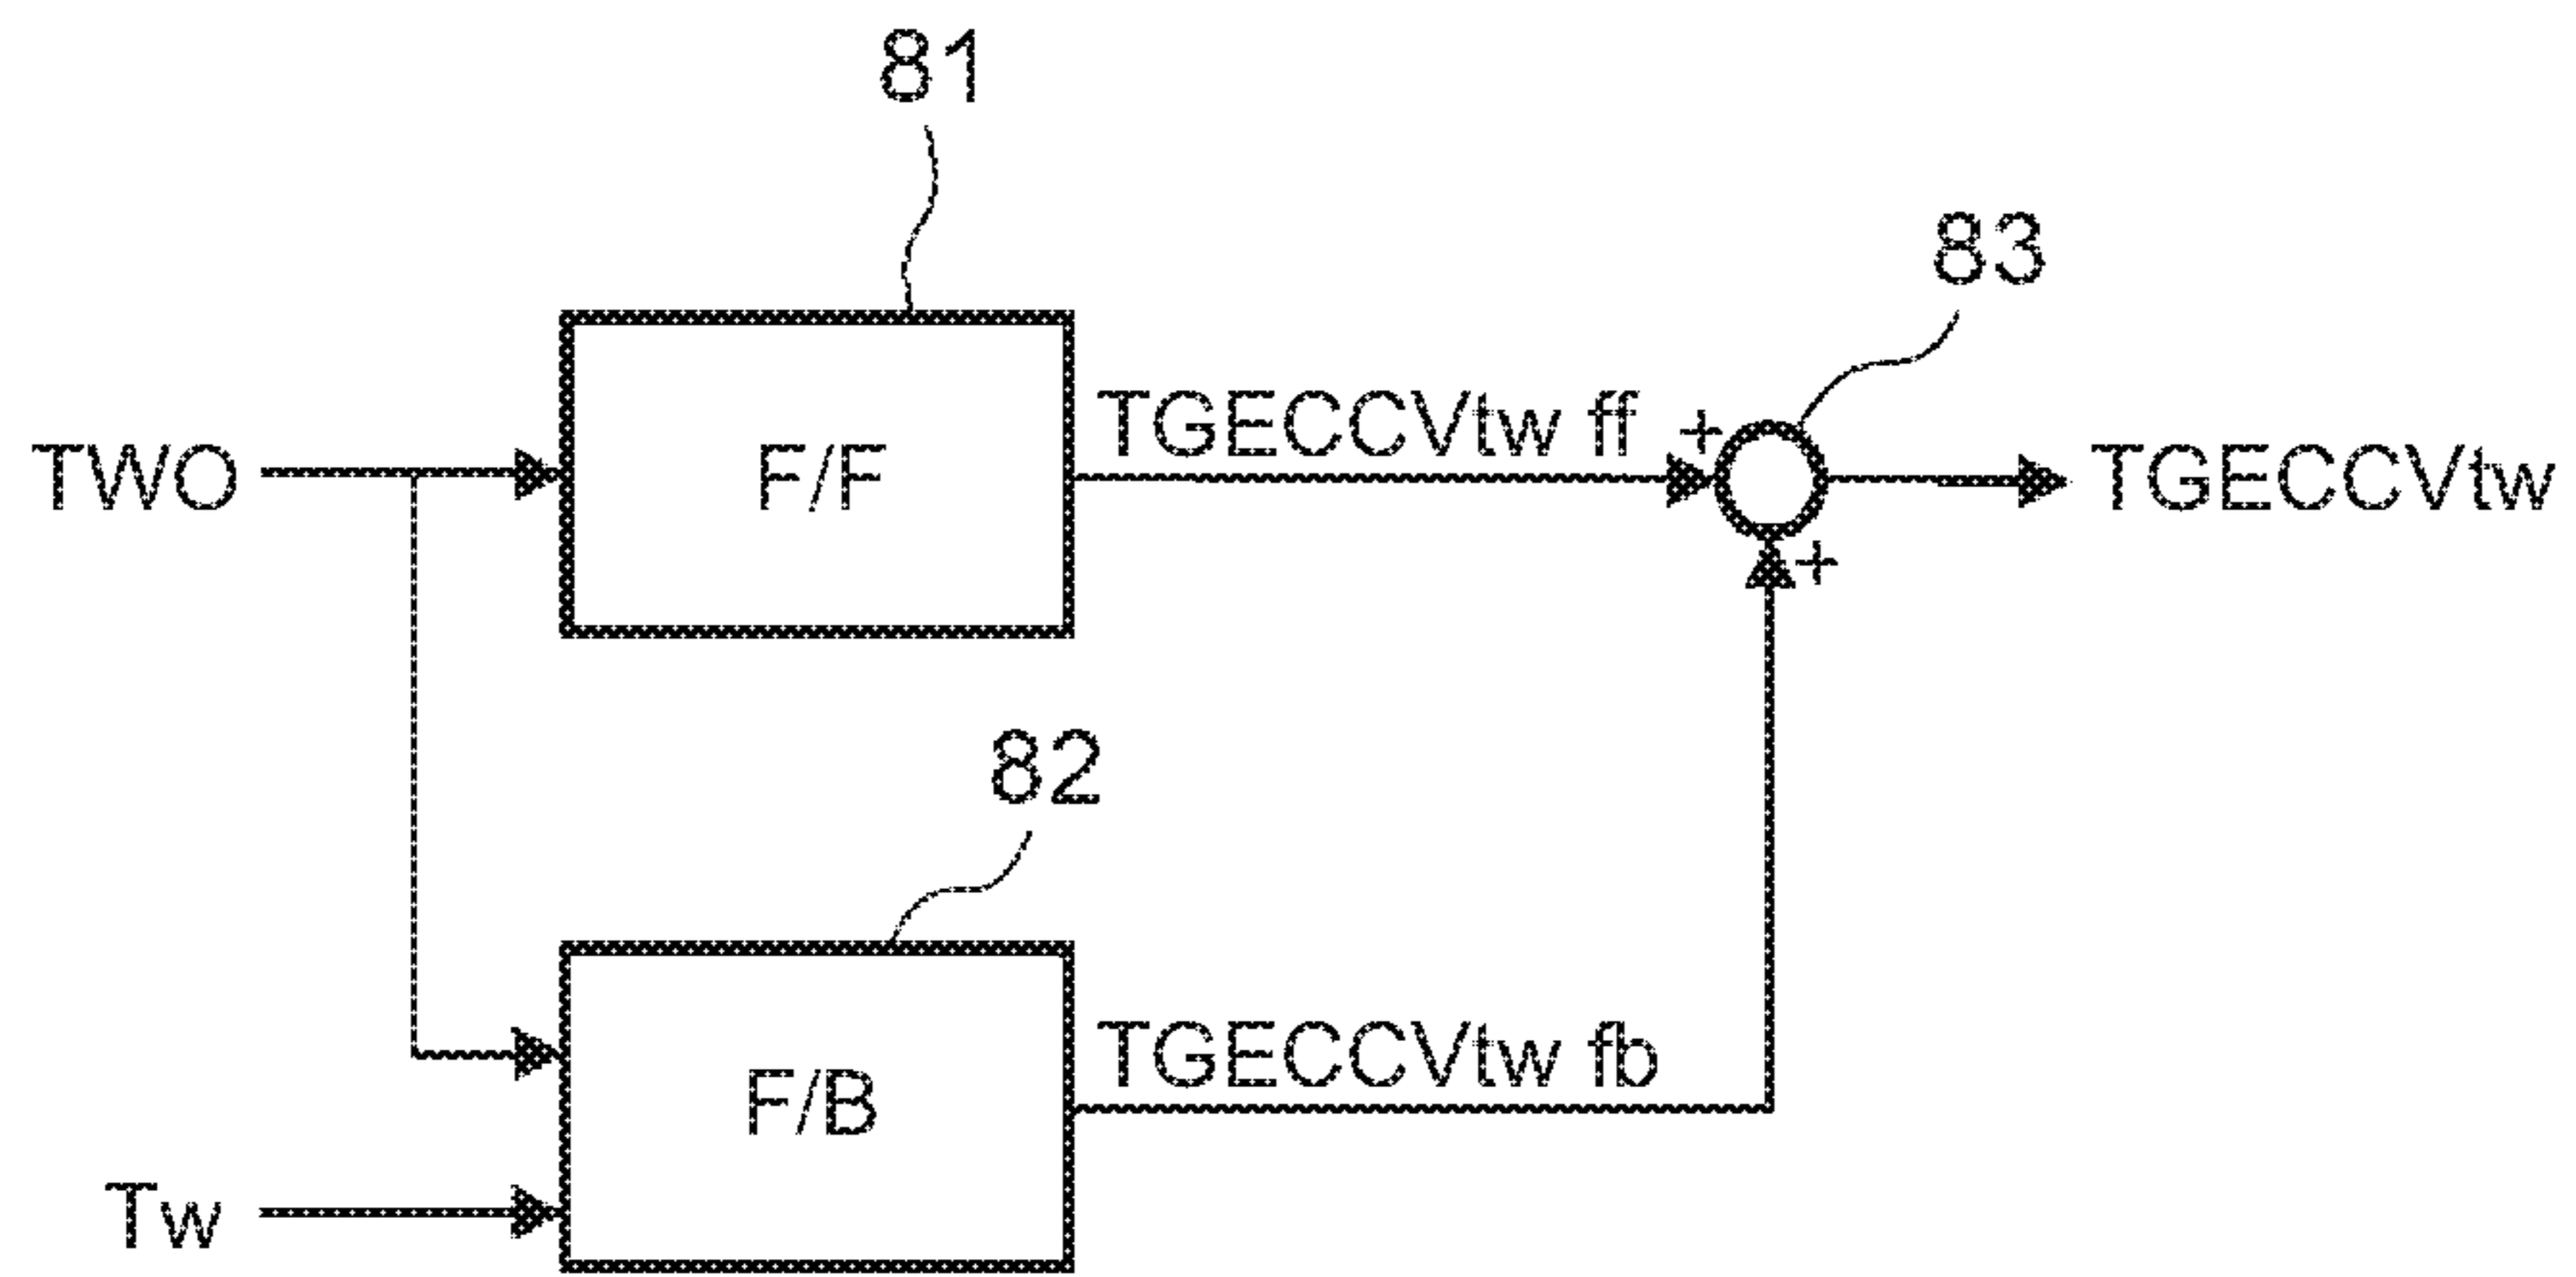 81
83
TGECCVtw ff +
TWO F/F TGECCVtw
+
82
TGECCVtw fb
F/B
Tw